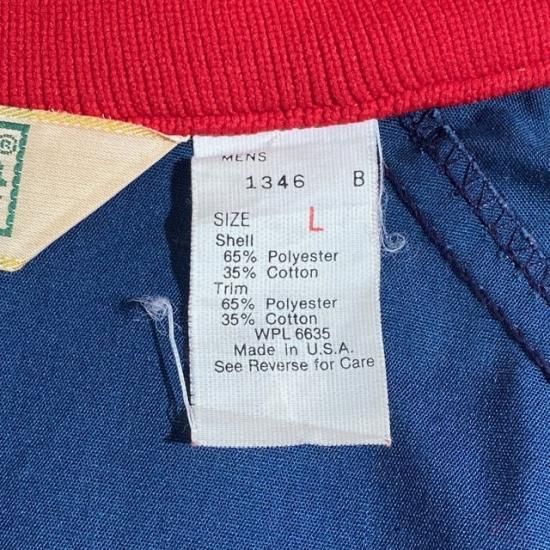 ®
MENS
1346 B
SIZE L
Shell
65% Polyester
35% Cotton
Trim
65% Polyester
35% Cotton
WPL 6635
Made in U.S.A.
See Reverse for Care